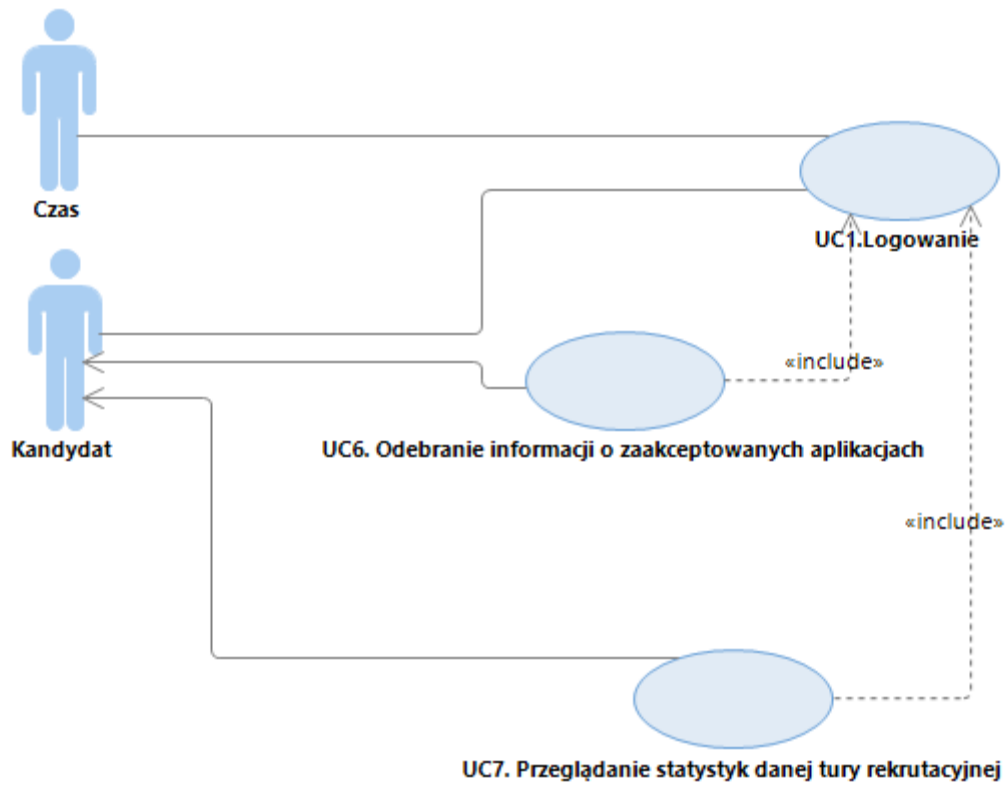 Czas
UC1.Logowanie
Kandydat
«include»
UC6. Odebranie informacji o zaakceptowanych aplikacjach
«include»
UC7. Przeglądanie statystyk danej tury rekrutacyjnej